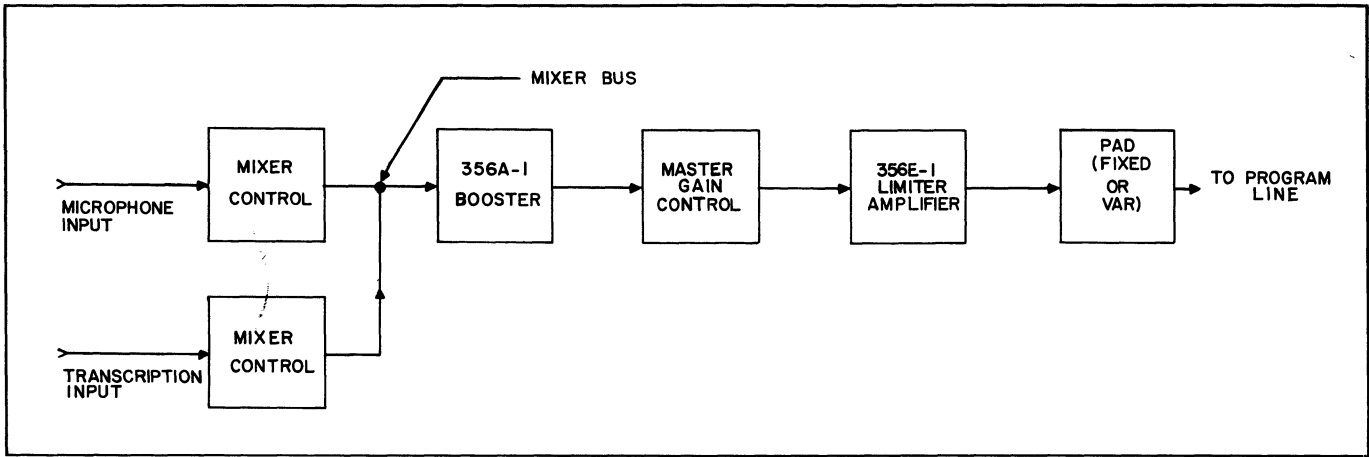 MIXER BUS
MIXER
CONTROL
356A-1
BOOSTER
MASTER
GAIN
CONTROL
356E-1
LIMITER
AMPLIFIER
PAD
(FIXED
OR
VAR)
TO PROGRAM
LINE
MICROPHONE
INPUT
MIXER
CONTROL
TRANSCRIPTION
INPUT